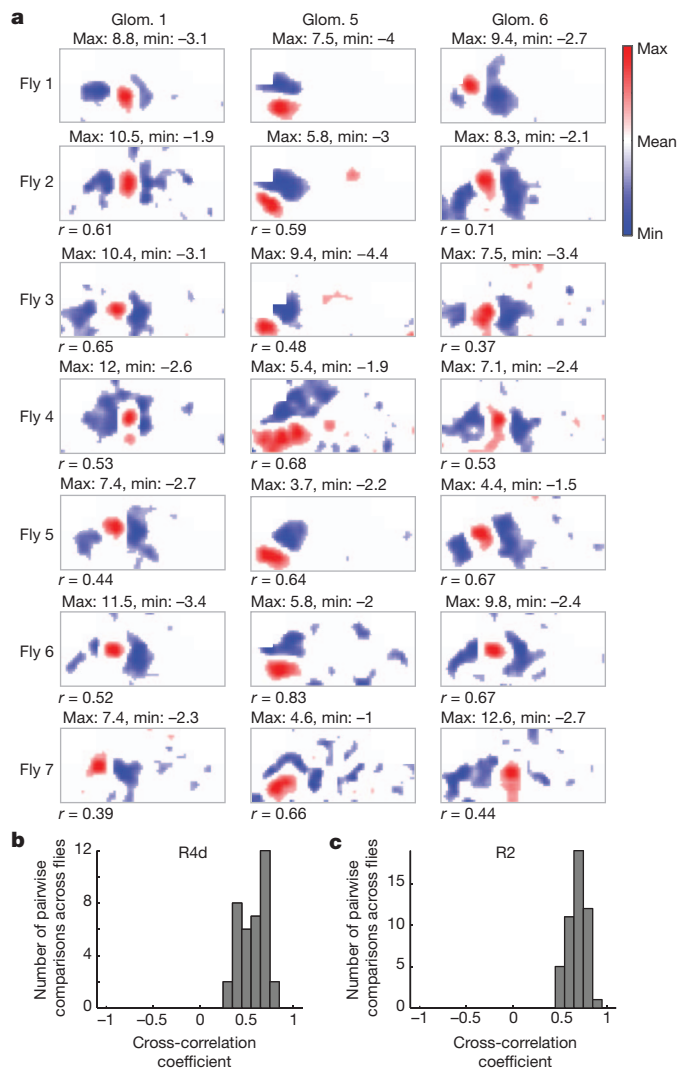 a
Glom. 1 Glom. 5 Glom. 6
Max: 8.8, min: –3.1 Max: 7.5, min: –4 Max: 9.4, min: –2.7
Fly 1
Max
Mean
Min
Max: 10.5, min: –1.9 Max: 5.8, min: –3 Max: 8.3, min: –2.1
Fly 2
r = 0.61 r = 0.59 r = 0.71
Max: 10.4, min: –3.1 Max: 9.4, min: –4.4 Max: 7.5, min: –3.4
Fly 3
r = 0.65 r = 0.48 r = 0.37
Max: 12, min: –2.6 Max: 5.4, min: –1.9 Max: 7.1, min: –2.4
Fly 4
r = 0.53 r = 0.68 r = 0.53
Max: 7.4, min: –2.7 Max: 3.7, min: –2.2 Max: 4.4, min: –1.5
Fly 5
r = 0.44 r = 0.64 r = 0.67
Max: 11.5, min: –3.4 Max: 5.8, min: –2 Max: 9.8, min: –2.4
Fly 6
r = 0.52 r = 0.83 r = 0.67
Max: 7.4, min: –2.3 Max: 4.6, min: –1 Max: 12.6, min: –2.7
Fly 7
r = 0.39 r = 0.66 r = 0.44
b
R4d
Number of pairwise
comparisons across flies
12
8
4
0
–1 –0.5 0 0.5 1
Cross-correlation
coefficient
c
R2
Number of pairwise
comparisons across flies
15
10
5
0
–1 –0.5 0 0.5 1
Cross-correlation
coefficient